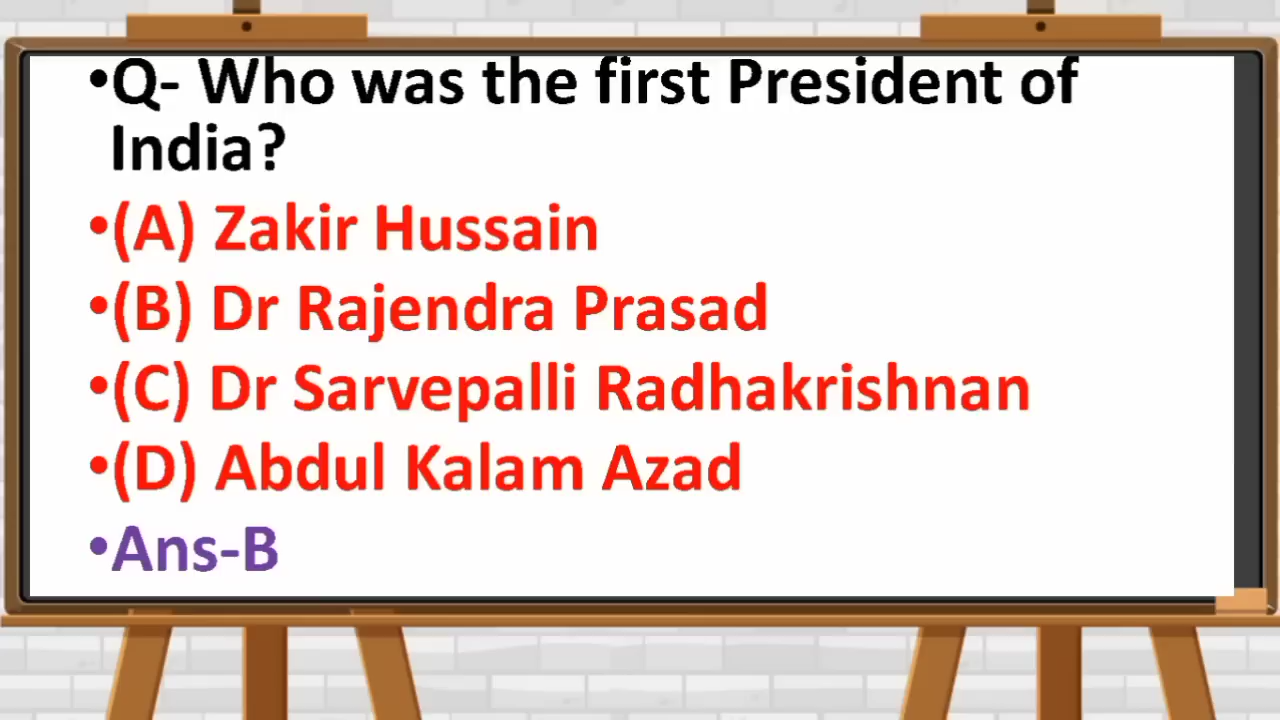 •Q- Who was the first President of
India?
•(A) Zakir Hussain
•(B) Dr Rajendra Prasad
•(C) Dr Sarvepalli Radhakrishnan
•(D) Abdul Kalam Azad
•Ans-B